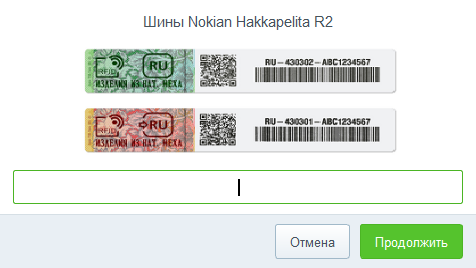 Шины Nokian Hakkapelita R2
RFID
RU
ИЗДЕЛИЯ ИЗ НАТ. МЕХА
RU-430302-ABC1234567
RFID
RU
ИЗДЕЛИЯ ИЗ НАТ. МЕХА
RU-430301-ABC1234567
Отмена
Продолжить